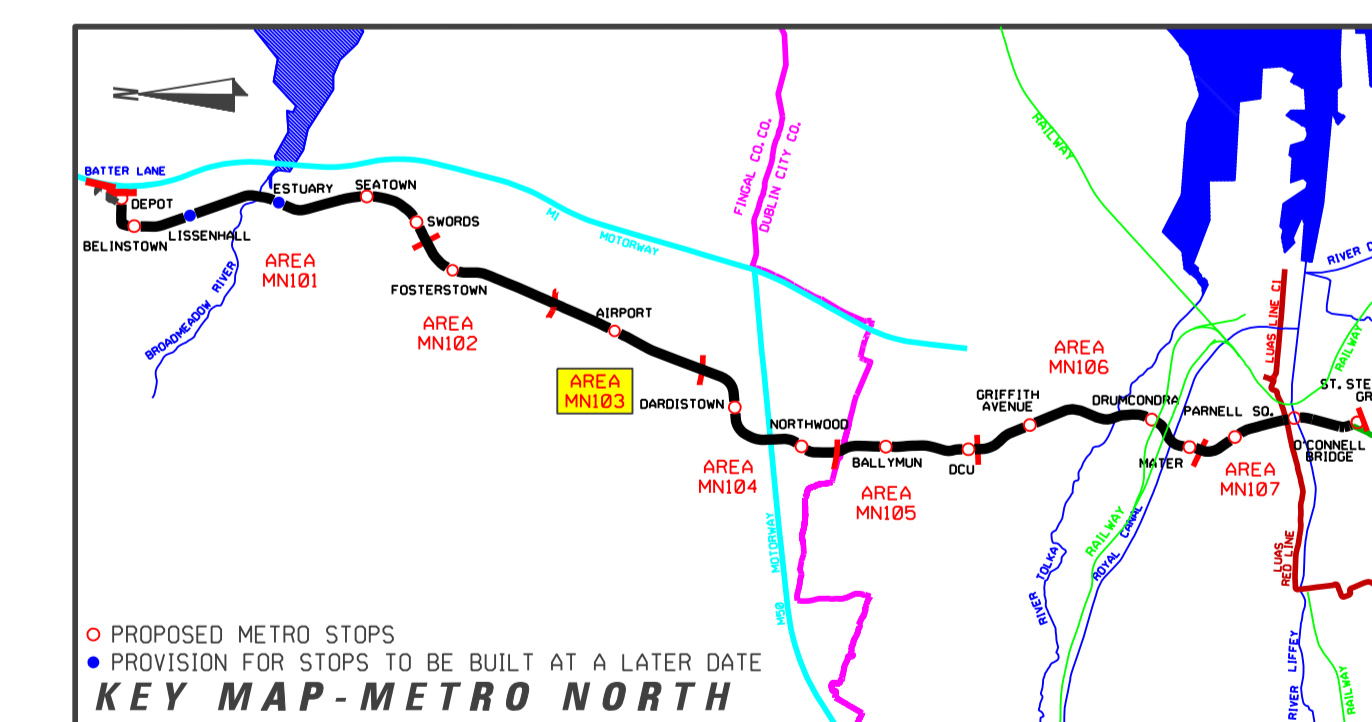 N
BATTER LANE
DEPOT
BELINSTOWN
LISSENHALL
ESTUARY
SEATOWN
SWORDS
AREA
MN101
BROADMEADOW RIVER
FOSTERSTOWN
AREA
MN102
M1
MOTORWAY
AIRPORT
AREA
MN103
DARDISTOWN
FINGAL CO.CO.
DUBLIN CITY CO.
NORTHWOOD
AREA
MN104
BALLYMUN
AREA
MN105
DCU
GRIFFITH
AVENUE
AREA
MN106
DRUMCONDRA
MATER
PARNELL SQ.
AREA
MN107
O'CONNELL
BRIDGE
ST. STE
GR
RAILWAY
LUAS LINE C1
RIVER D
RAILWAY
LUAS
RED LINE
RAILWAY
ROYAL CANAL
RIVER TOLKA
RIVER LIFFEY
RAILWAY
MOTORWAY
M50
PROPOSED METRO STOPS
PROVISION FOR STOPS TO BE BUILT AT A LATER DATE
KEY MAP-METRO NORTH